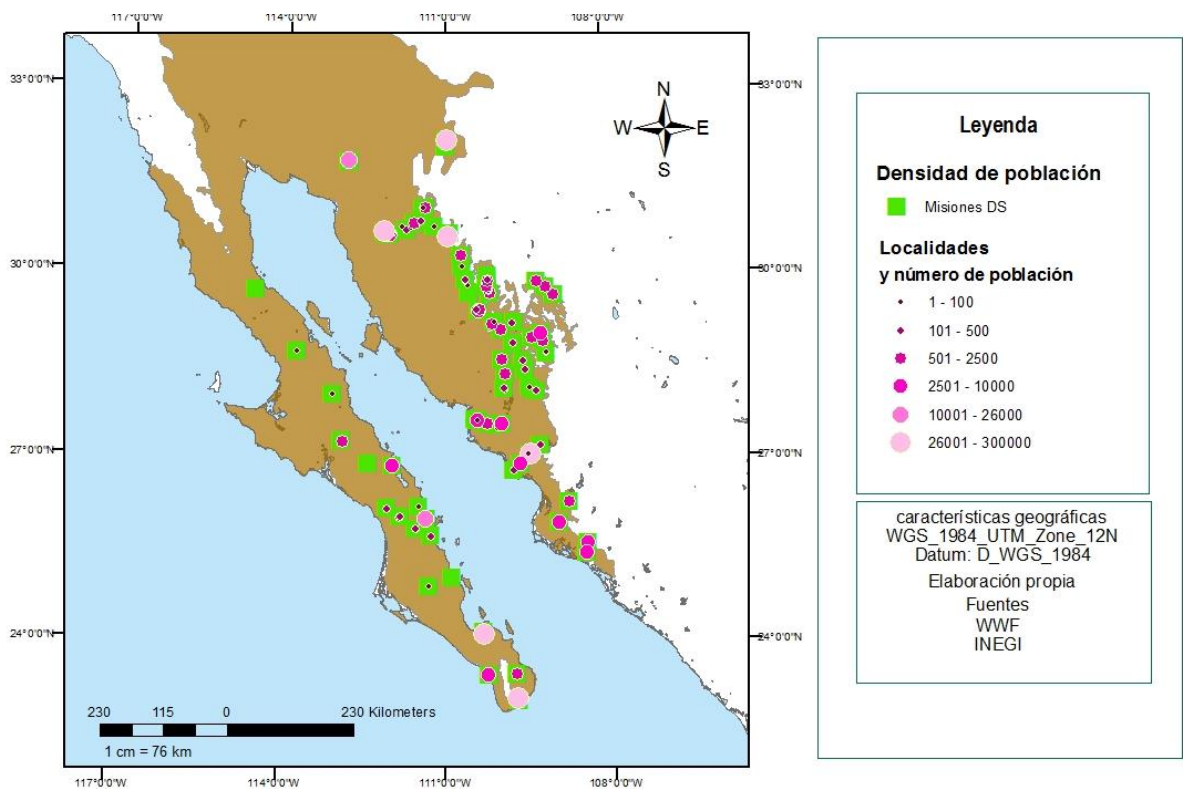 117°0'0"W
114°0'0"W
111°0'0"W
108°0'0"W
33°0'0"N
30°0'0"N
27°0'0"N
24°0'0"N
33°0'0"N
30°0'0"N
27°0'0"N
24°0'0"N
N
W E
S
230 115 0 230 Kilometers
1 cm = 76 km
117°0'0"W
114°0'0"W
111°0'0"W
108°0'0"W
Leyenda
Densidad de población
Misiones DS
Localidades
y número de población
1 - 100
101 - 500
501 - 2500
2501 - 10000
10001 - 26000
26001 - 300000
características geográficas
WGS_1984_UTM_Zone_12N
Datum: D_WGS_1984
Elaboración propia
Fuentes
WWF
INEGI